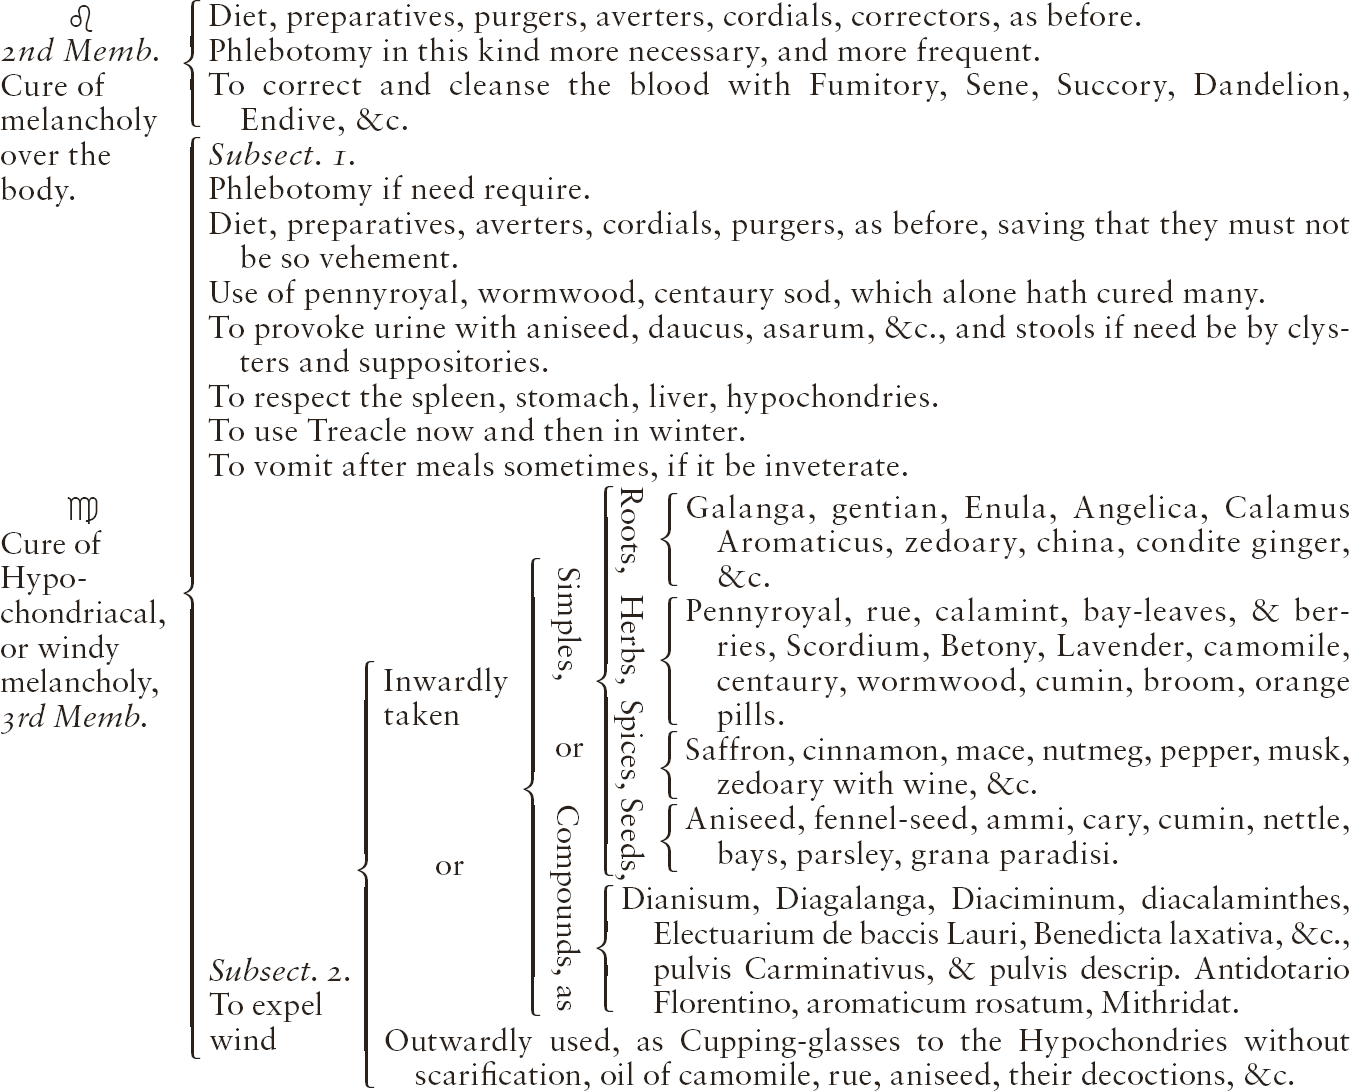 ♌
2nd Memb.
Cure of
melancholy
over the
body.
Diet, preparatives, purgers, averters, cordials, correctors, as before.
Phlebotomy in this kind more necessary, and more frequent.
To correct and cleanse the blood with Fumitory, Sene, Succory, Dandelion,
Endive, &c.
♍
Cure of
Hypo-
chondriacal,
or windy
melancholy,
3rd Memb.
Subsect. 1.
Phlebotomy if need require.
Diet, preparatives, averters, cordials, purgers, as before, saving that they must not
be so vehement.
Use of pennyroyal, wormwood, centaury sod, which alone hath cured many.
To provoke urine with aniseed, daucus, asarum, &c., and stools if need be by clys-
ters and suppositories.
To respect the spleen, stomach, liver, hypochondries.
To use Treacle now and then in winter.
To vomit after meals sometimes, if it be inveterate.
Subsect. 2.
To expel
wind
Inwardly
taken
or
Simples,
or
Compounds, as
Roots, Herbs, Spices, Seeds,
Galanga, gentian, Enula, Angelica, Calamus
Aromaticus, zedoary, china, condite ginger,
&c.
Pennyroyal, rue, calamint, bay-leaves, & ber-
ries, Scordium, Betony, Lavender, camomile,
centaury, wormwood, cumin, broom, orange
pills.
Saffron, cinnamon, mace, nutmeg, pepper, musk,
zedoary with wine, &c.
Aniseed, fennel-seed, ammi, cary, cumin, nettle,
bays, parsley, grana paradisi.
Dianisum, Diagalanga, Diaciminum, diacalaminthes,
Electuarium de baccis Lauri, Benedicta laxativa, &c.,
pulvis Carminativus, & pulvis descrip. Antidotario
Florentino, aromaticum rosatum, Mithridat.
Outwardly used, as Cupping-glasses to the Hypochondries without
scarification, oil of camomile, rue, aniseed, their decoctions, &c.